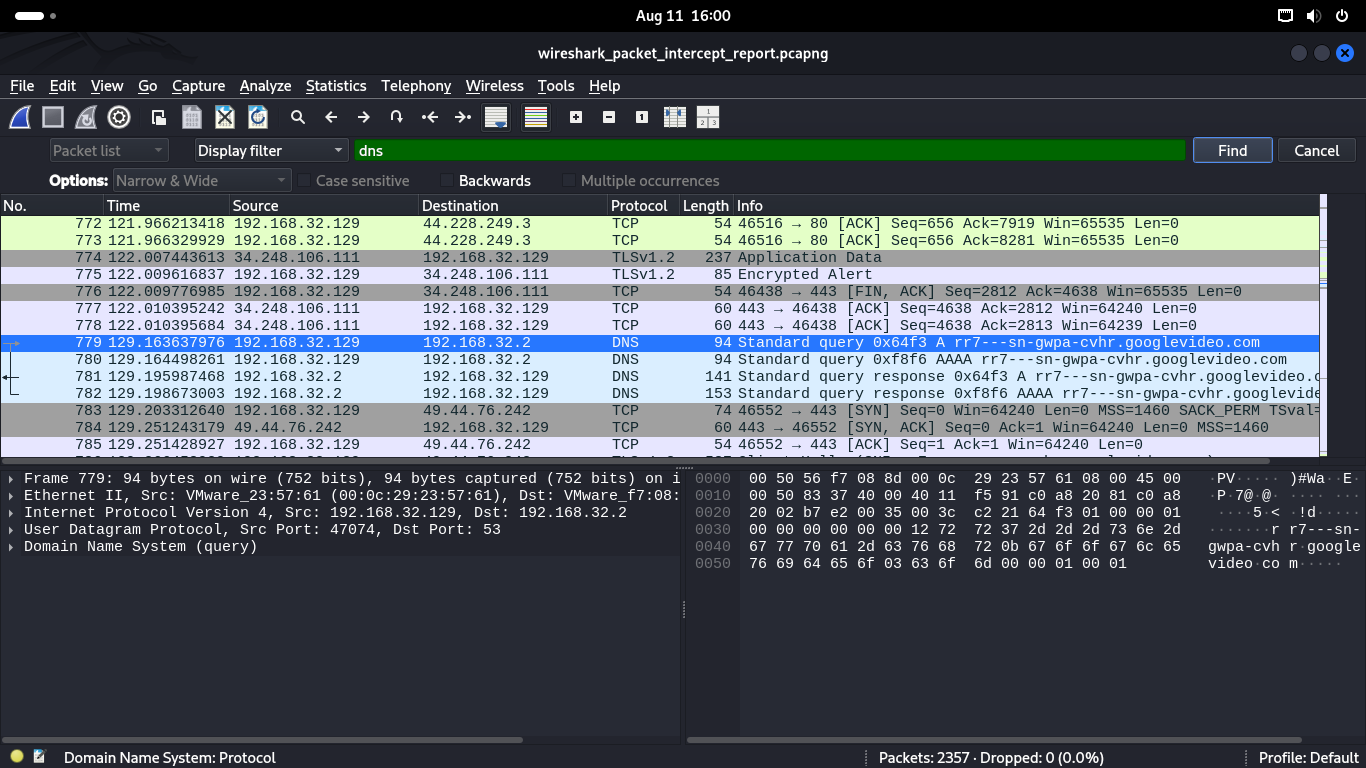 Aug 11 16:00
wireshark_packet_intercept_report.pcapng
File Edit View Go Capture Analyze Statistics Telephony Wireless Tools Help
Packet list Display filter dns Find Cancel
Options: Narrow & Wide Case sensitive Backwards Multiple occurrences
No. Time Source Destination Protocol Length Info
772 121.966213418 192.168.32.129 44.228.249.3 TCP 54 46516 → 80 [ACK] Seq=656 Ack=7919 Win=65535 Len=0
773 121.966329929 192.168.32.129 44.228.249.3 TCP 54 46516 → 80 [ACK] Seq=656 Ack=8281 Win=65535 Len=0
774 122.007443613 34.248.106.111 192.168.32.129 TLSv1.2 237 Application Data
775 122.009616837 192.168.32.129 34.248.106.111 TLSv1.2 85 Encrypted Alert
776 122.009776985 192.168.32.129 34.248.106.111 TCP 54 46438 → 443 [FIN, ACK] Seq=2812 Ack=4638 Win=65535 Len=0
777 122.010395242 34.248.106.111 192.168.32.129 TCP 60 443 → 46438 [ACK] Seq=4638 Ack=2812 Win=64240 Len=0
778 122.010395684 34.248.106.111 192.168.32.129 TCP 60 443 → 46438 [ACK] Seq=4638 Ack=2813 Win=64239 Len=0
779 129.163637976 192.168.32.129 192.168.32.2 DNS 94 Standard query 0x64f3 A rr7---sn-gwpa-cvhr.googlevideo.com
780 129.164498261 192.168.32.129 192.168.32.2 DNS 94 Standard query 0xf8f6 AAAA rr7---sn-gwpa-cvhr.googlevideo.com
781 129.195987468 192.168.32.2 192.168.32.129 DNS 141 Standard query response 0x64f3 A rr7---sn-gwpa-cvhr.googlevideo.c
782 129.198673003 192.168.32.2 192.168.32.129 DNS 153 Standard query response 0xf8f6 AAAA rr7---sn-gwpa-cvhr.googlevide
783 129.203312640 192.168.32.129 49.44.76.242 TCP 74 46552 → 443 [SYN] Seq=0 Win=64240 Len=0 MSS=1460 SACK_PERM TSval=
784 129.251243179 49.44.76.242 192.168.32.129 TCP 60 443 → 46552 [SYN, ACK] Seq=0 Ack=1 Win=64240 Len=0 MSS=1460
785 129.251428927 192.168.32.129 49.44.76.242 TCP 54 46552 → 443 [ACK] Seq=1 Ack=1 Win=64240 Len=0
Frame 779: 94 bytes on wire (752 bits), 94 bytes captured (752 bits) on i
Ethernet II, Src: VMware_23:57:61 (00:0c:29:23:57:61), Dst: VMware_f7:08:
Internet Protocol Version 4, Src: 192.168.32.129, Dst: 192.168.32.2
User Datagram Protocol, Src Port: 47074, Dst Port: 53
Domain Name System (query)
0000 00 50 56 f7 08 8d 00 0c 29 23 57 61 08 00 45 00 ·PV·····)#Wa··E·
0010 00 50 83 37 40 00 40 11 f5 91 c0 a8 20 81 c0 a8 ·P·7@·@····· ···
0020 20 02 b7 e2 00 35 00 3c c2 21 64 f3 01 00 00 01 ····5·<·!d·····
0030 00 00 00 00 00 00 12 72 72 37 2d 2d 2d 73 6e 2d ·······r r7---sn-
0040 67 77 70 61 2d 63 76 68 72 0b 67 6f 6f 67 6c 65 gwpa-cvh r·google
0050 76 69 64 65 6f 03 63 6f 6d 00 00 01 00 01 video·co m·····
Domain Name System: Protocol Packets: 2357 · Dropped: 0 (0.0%) Profile: Default